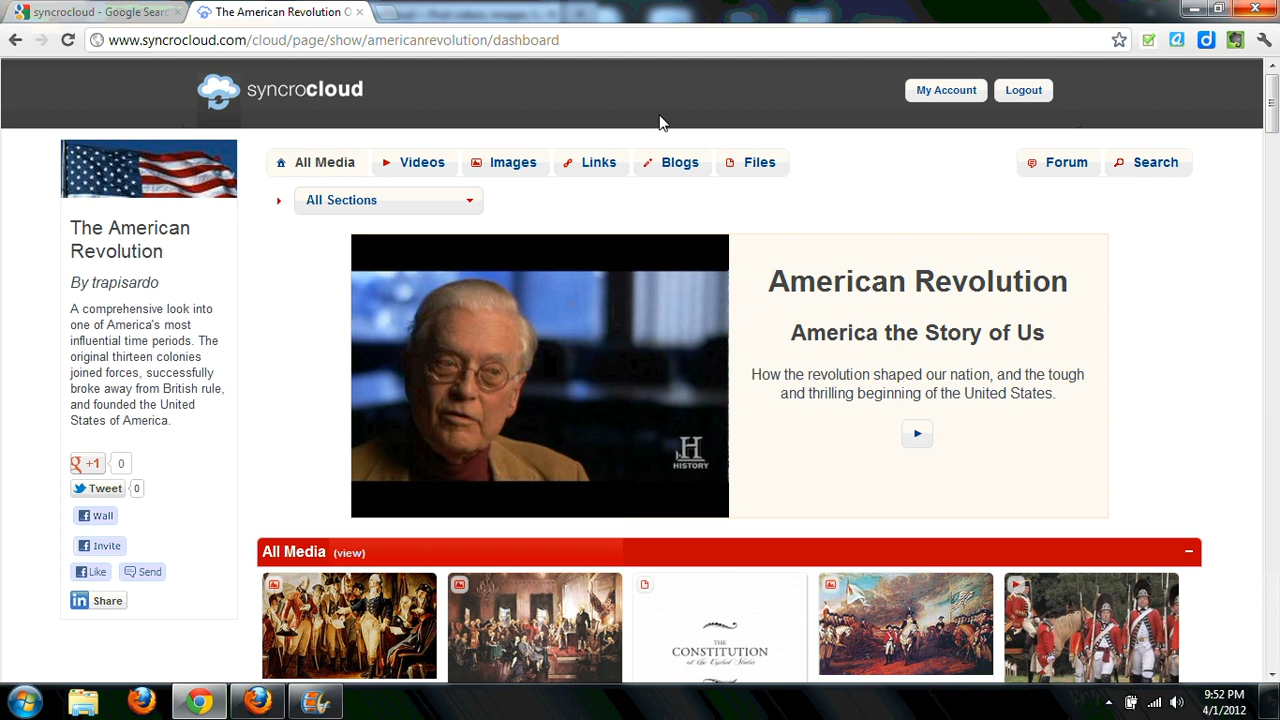 syncrocloud - Google Searc
The American Revolution O
www.syncrocloud.com/cloud/page/show/americanrevolution/dashboard
syncrocloud
My Account
Logout
All Media
Videos
Images
Links
Blogs
Files
Forum
Search
All Sections
The American
Revolution
By trapisardo
A comprehensive look into
one of America's most
influential time periods. The
original thirteen colonies
joined forces, successfully
broke away from British rule,
and founded the United
States of America.
+1 0
Tweet 0
Wall
Invite
Like Send
Share
H
HISTORY
American Revolution
America the Story of Us
How the revolution shaped our nation, and the tough
and thrilling beginning of the United States.
All Media (view)
THE
CONSTITUTION
of the United States
9:52 PM
4/1/2012